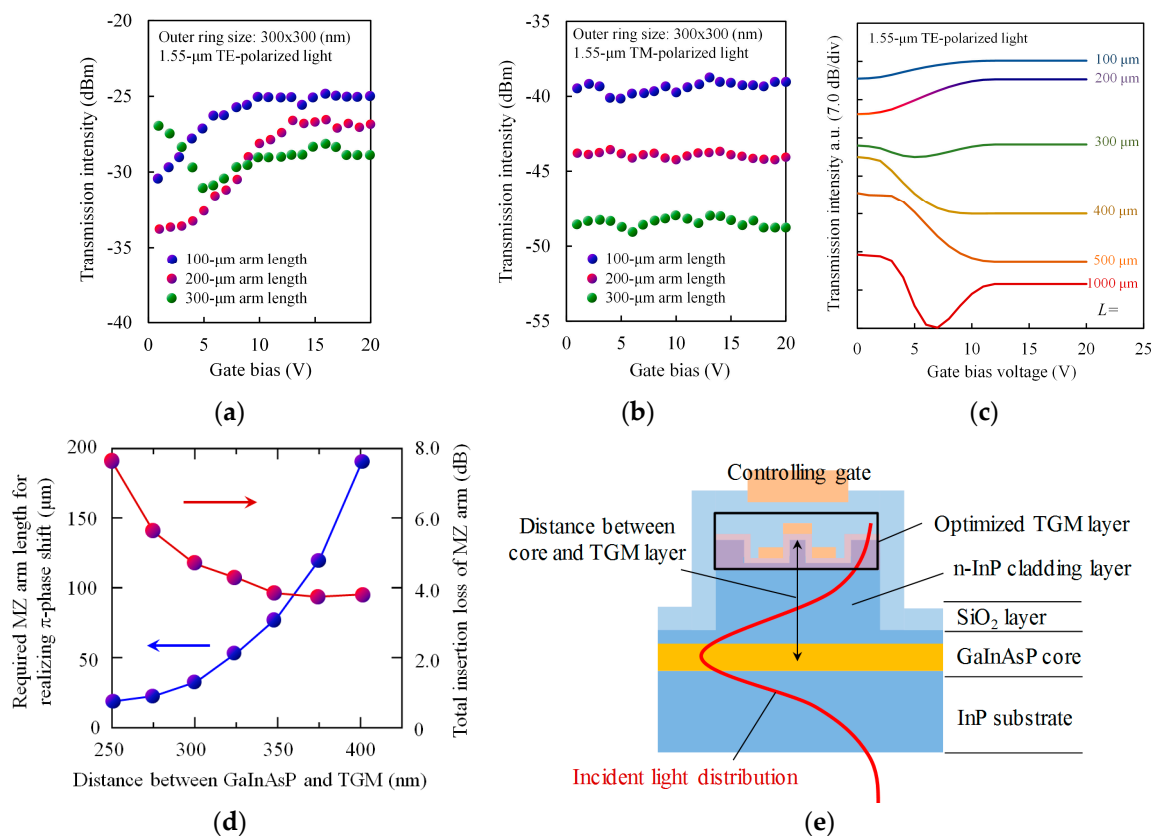 -20
-25
-30
-35
-40
Transmission intensity (dBm)
Outer ring size: 300x300 (nm)
1.55-μm TE-polarized light
100-μm arm length
200-μm arm length
300-μm arm length
0 5 10 15 20
Gate bias (V)
(a)
-35
-40
-45
-50
-55
Transmission intensity (dBm)
Outer ring size: 300x300 (nm)
1.55-μm TM-polarized light
100-μm arm length
200-μm arm length
300-μm arm length
0 5 10 15 20
Gate bias (V)
(b)
Transmission intensity a.u. (7.0 dB/div)
1.55-μm TE-polarized light
100 μm
200 μm
300 μm
400 μm
500 μm
1000 μm
L=
0 5 10 15 20 25
Gate bias voltage (V)
(c)
Required MZ arm length for
realizing π-phase shift (μm)
200
150
100
50
0
8.0
6.0
4.0
2.0
0
Total insertion loss of MZ arm (dB)
250 300 350 400
Distance between GaInAsP and TGM (nm)
(d)
Controlling gate
Distance between
core and TGM layer
Optimized TGM layer
n-InP cladding layer
SiO2 layer
GaInAsP core
InP substrate
Incident light distribution
(e)